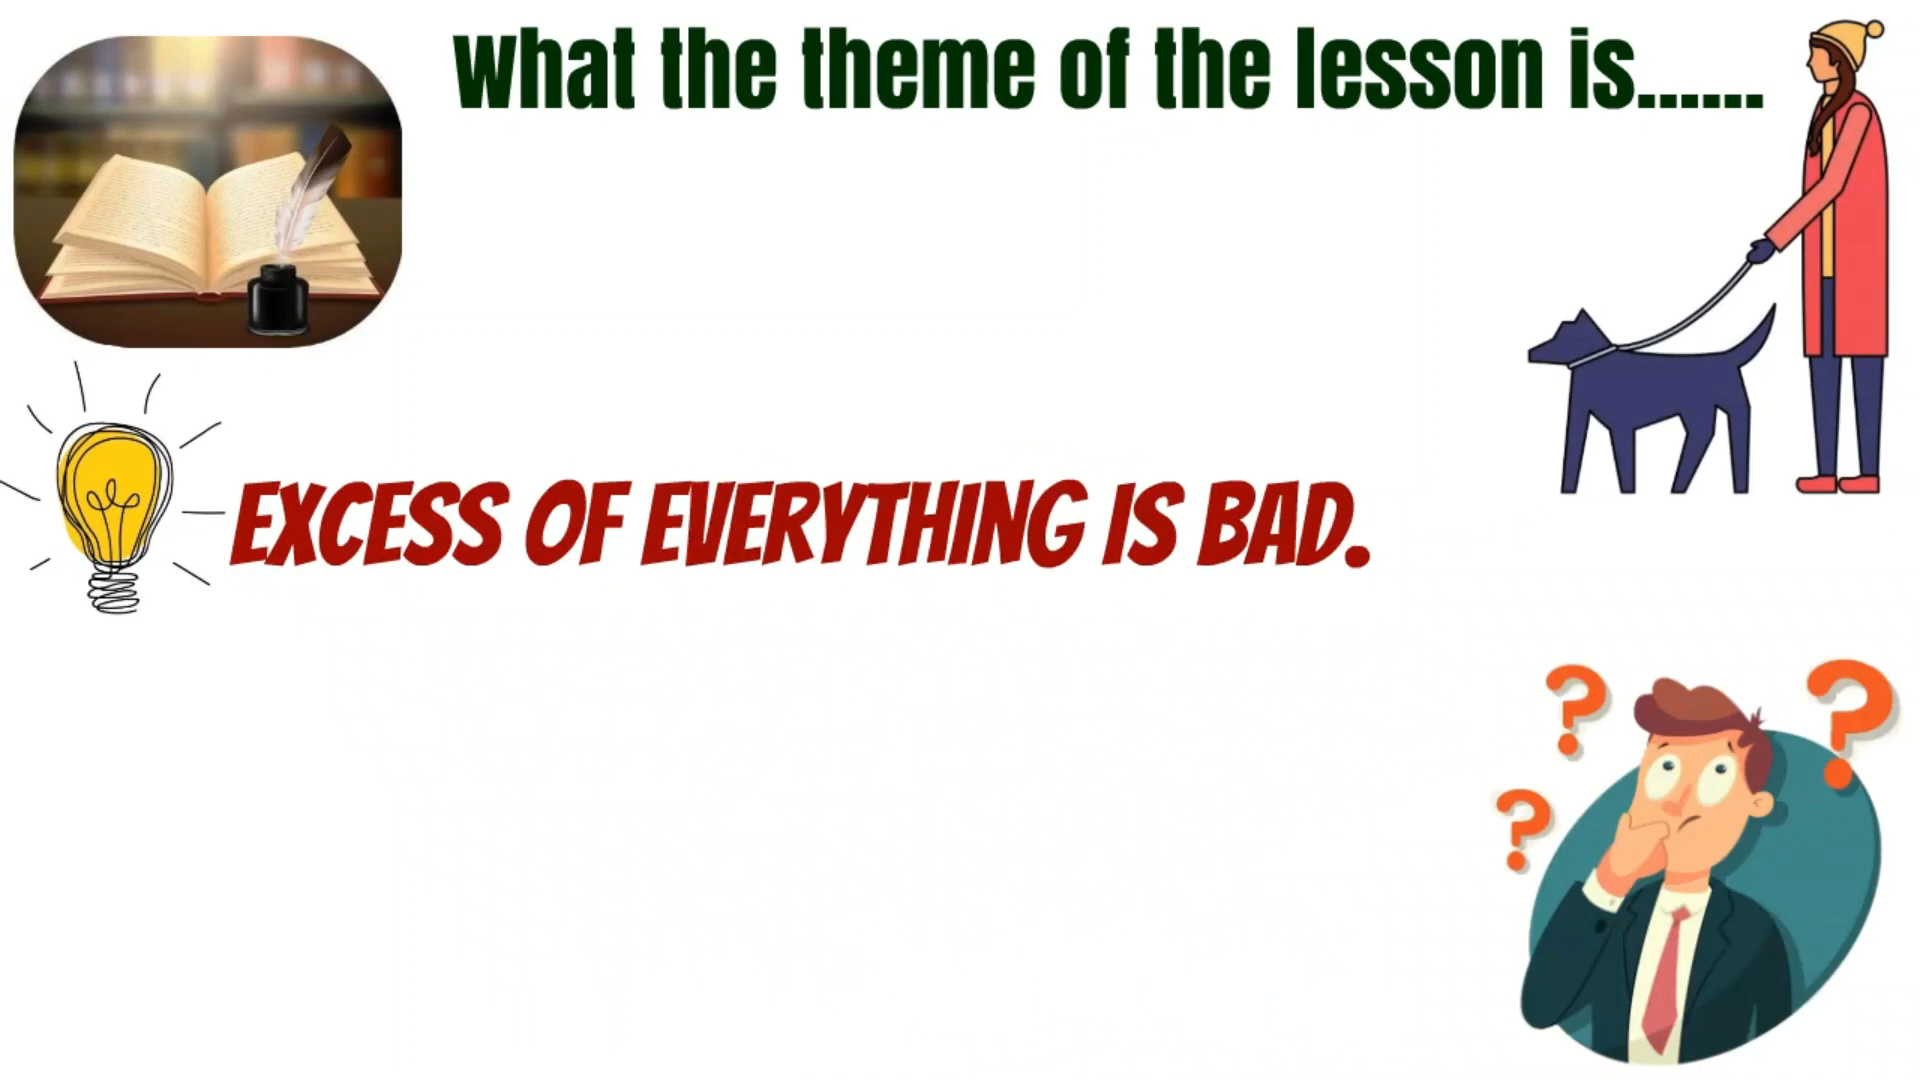 What the theme of the lesson is......
EXCESS OF EVERYTHING IS BAD.